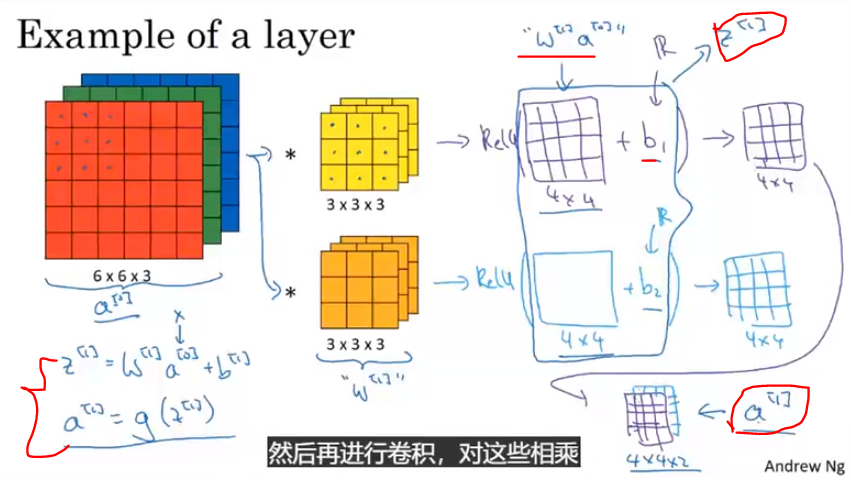 Example of a layer
"W^[1] a^[0]"
ℝ
z^[1]
*
→ ReLU ( + b₁ ) →
3 x 3 x 3
4x4
4x4
ℝ
6 x 6 x 3
a^[0]
*
→ ReLU ( + b₂ ) →
3 x 3 x 3
4x4
4x4
"W^[1]"
x
z^[1] = W^[1] a^[0] + b^[1]
a^[1] = g(z^[1])
← a^[1]
4x4x2
然后再进行卷积，对这些相乘
Andrew Ng